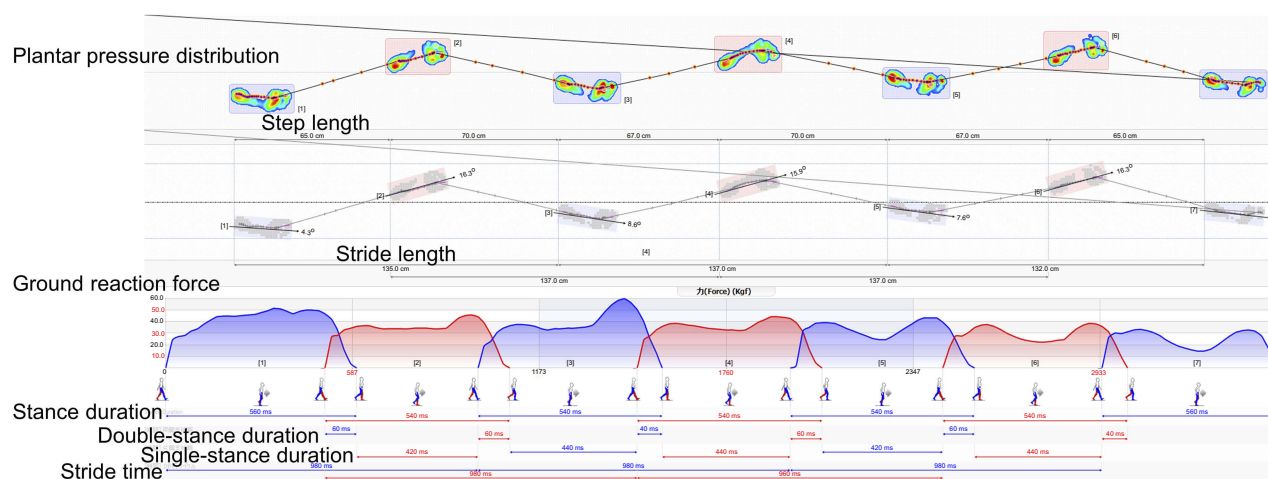 Plantar pressure distribution
[1] [2] [3] [4] [5] [6]
Step length
65.0 cm 70.0 cm 67.0 cm 70.0 cm 67.0 cm 65.0 cm
[1] 4.3° [2] 16.3° [3] 8.6° [4] 15.9° [5] 7.6° [6] 16.3° [7]
Stride length
[4]
135.0 cm 137.0 cm 137.0 cm 137.0 cm 132.0 cm
Ground reaction force
力(Force) (Kgf)
60.0
50.0
40.0
30.0
20.0
10.0
[1] [2] [3] [4] [5] [6] [7]
0 587 1173 1760 2347 2933
Stance duration
560 ms 540 ms 540 ms 560 ms
540 ms 540 ms 540 ms
Double-stance duration
60 ms 40 ms 60 ms
60 ms 60 ms 40 ms
Single-stance duration
440 ms 420 ms
420 ms 440 ms 440 ms
Stride time
980 ms 980 ms 980 ms
980 ms 960 ms